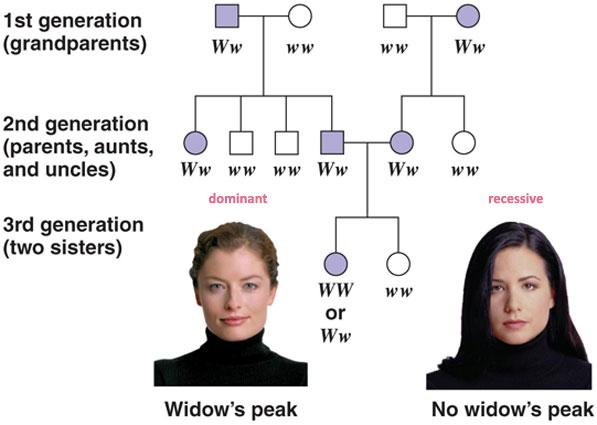 1st generation
(grandparents)
Ww
ww
ww
Ww
2nd generation
(parents, aunts,
and uncles)
Ww
ww
ww
Ww
Ww
ww
dominant
recessive
3rd generation
(two sisters)
WW
or
Ww
ww
Widow's peak
No widow's peak